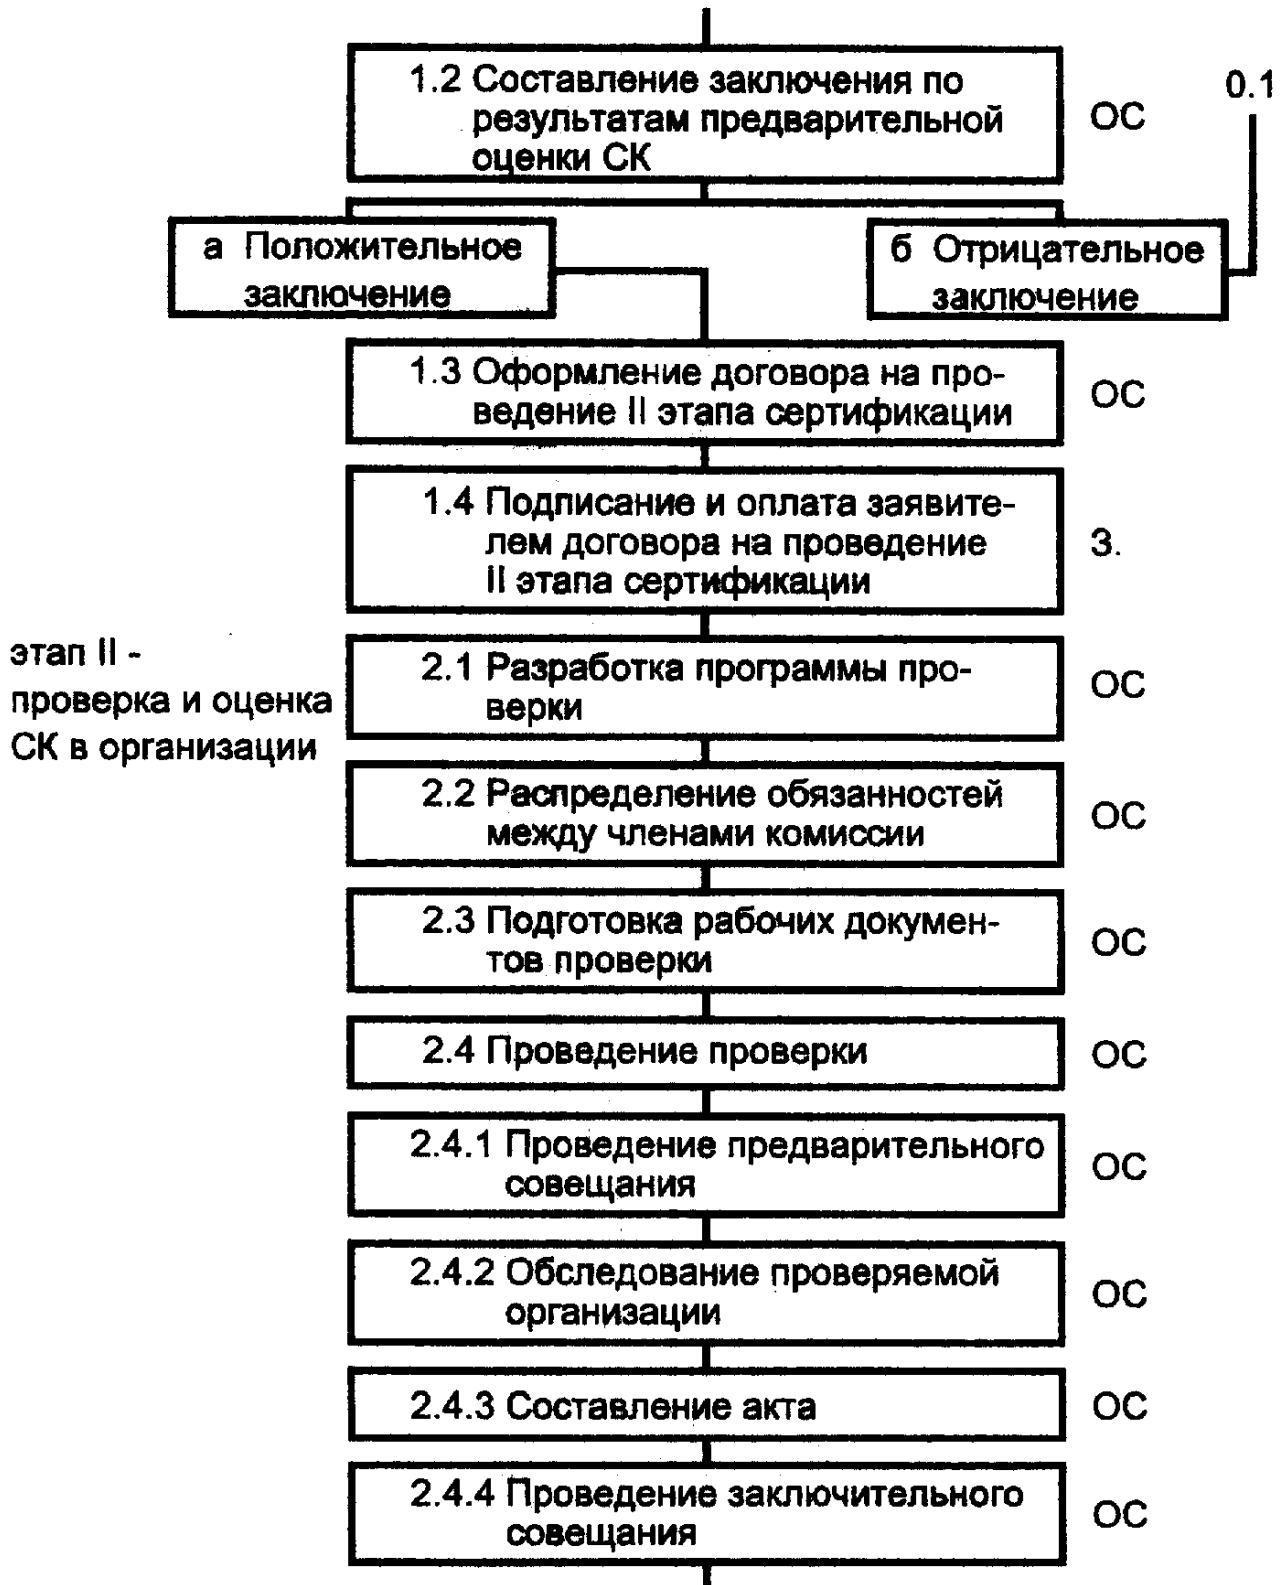 1.2 Составление заключения по
результатам предварительной
оценки СК
ОС
0.1
а Положительное
заключение
б Отрицательное
заключение
1.3 Оформление договора на про-
ведение II этапа сертификации
ОС
1.4 Подписание и оплата заявите-
лем договора на проведение
II этапа сертификации
З.
этап II -
проверка и оценка
СК в организации
2.1 Разработка программы про-
верки
ОС
2.2 Распределение обязанностей
между членами комиссии
ОС
2.3 Подготовка рабочих докумен-
тов проверки
ОС
2.4 Проведение проверки
ОС
2.4.1 Проведение предварительного
совещания
ОС
2.4.2 Обследование проверяемой
организации
ОС
2.4.3 Составление акта
ОС
2.4.4 Проведение заключительного
совещания
ОС